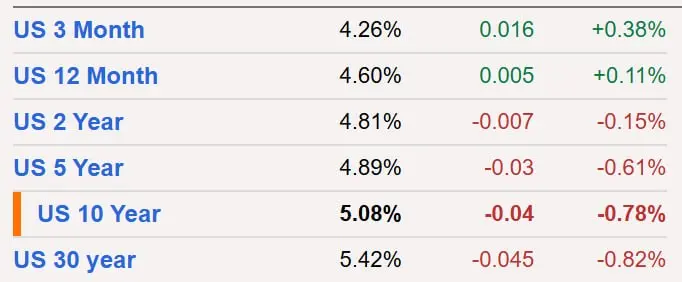 US 3 Month 4.26% 0.016 +0.38%
US 12 Month 4.60% 0.005 +0.11%
US 2 Year 4.81% -0.007 -0.15%
US 5 Year 4.89% -0.03 -0.61%
US 10 Year 5.08% -0.04 -0.78%
US 30 year 5.42% -0.045 -0.82%